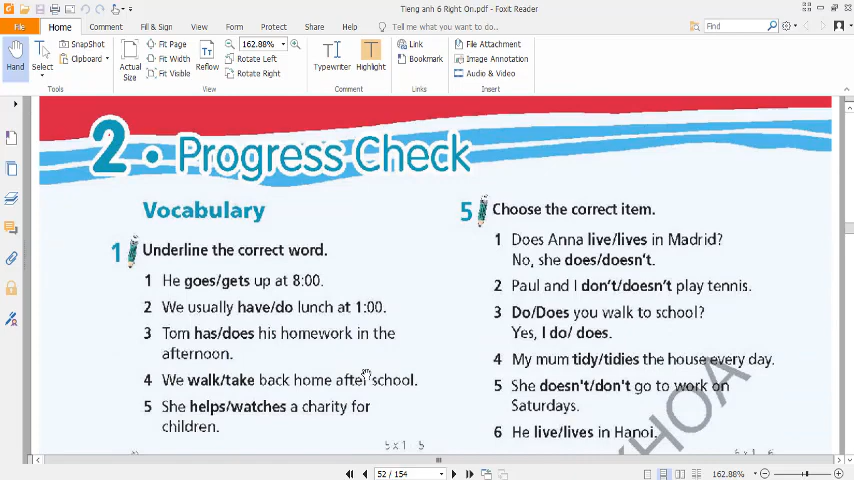 Tieng anh 6 Right On.pdf - Foxit Reader
File
Home
Comment
Fill & Sign
View
Form
Protect
Share
Help
Tell me what you want to do...
Find
Hand
Select
SnapShot
Clipboard
Actual Size
Fit Page
Fit Width
Fit Visible
Reflow
162.88%
Rotate Left
Rotate Right
Typewriter
Highlight
Link
Bookmark
File Attachment
Image Annotation
Audio & Video
Tools
View
Comment
Links
Insert
2 • Progress Check
Vocabulary
1 Underline the correct word.
1 He goes/gets up at 8:00.
2 We usually have/do lunch at 1:00.
3 Tom has/does his homework in the
afternoon.
4 We walk/take back home after school.
5 She helps/watches a charity for
children.
5 x 1 5
5 Choose the correct item.
1 Does Anna live/lives in Madrid?
No, she does/doesn't.
2 Paul and I don't/doesn't play tennis.
3 Do/Does you walk to school?
Yes, I do/ does.
4 My mum tidy/tidies the house every day.
5 She doesn't/don't go to work on
Saturdays.
6 He live/lives in Hanoi.
KHOA
52 / 154
162.88%